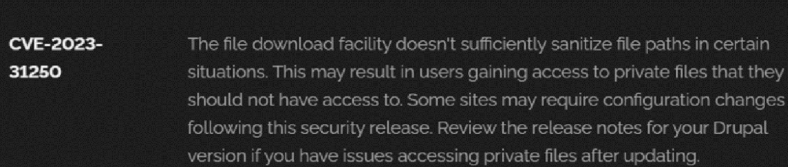 CVE-2023-
31250
The file download facility doesn't sufficiently sanitize file paths in certain
situations. This may result in users gaining access to private files that they
should not have access to. Some sites may require configuration changes
following this security release. Review the release notes for your Drupal
version if you have issues accessing private files after updating.